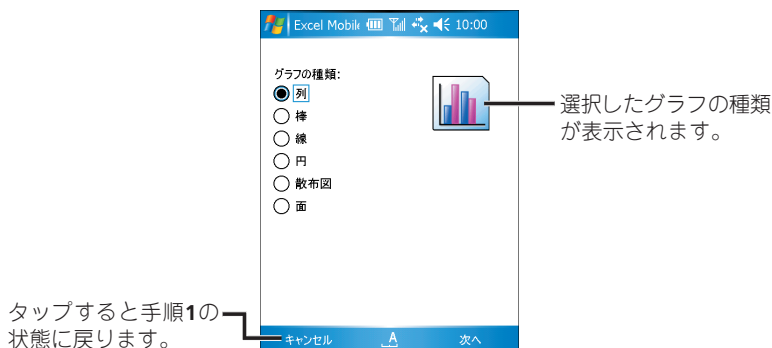 Excel Mobile 10:00
グラフの種類:
列
棒
線
円
散布図
面
選択したグラフの種類
が表示されます。
タップすると手順1の
状態に戻ります。
キャンセル A 次へ